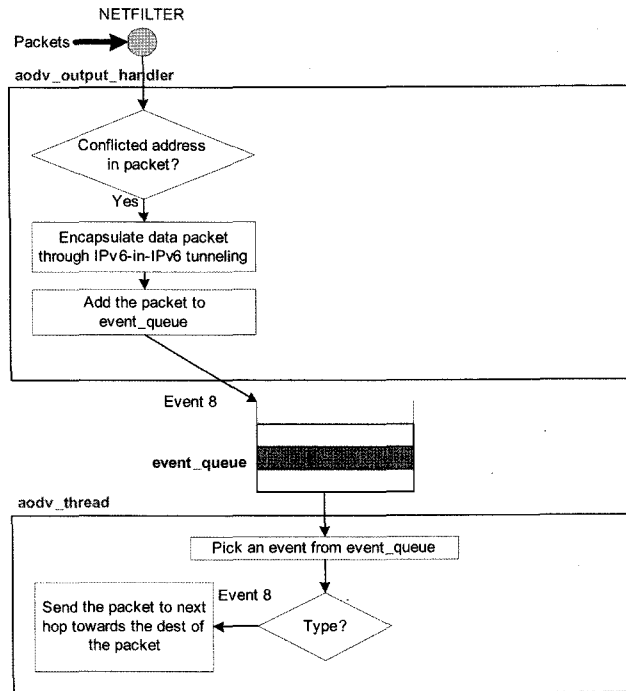 NETFILTER
Packets
aodv_output_handler
Conflicted address
in packet?
Yes
Encapsulate data packet
through IPv6-in-IPv6 tunneling
Add the packet to
event_queue
Event 8
event_queue
aodv_thread
Pick an event from event_queue
Event 8
Send the packet to next
hop towards the dest of
the packet
Type?